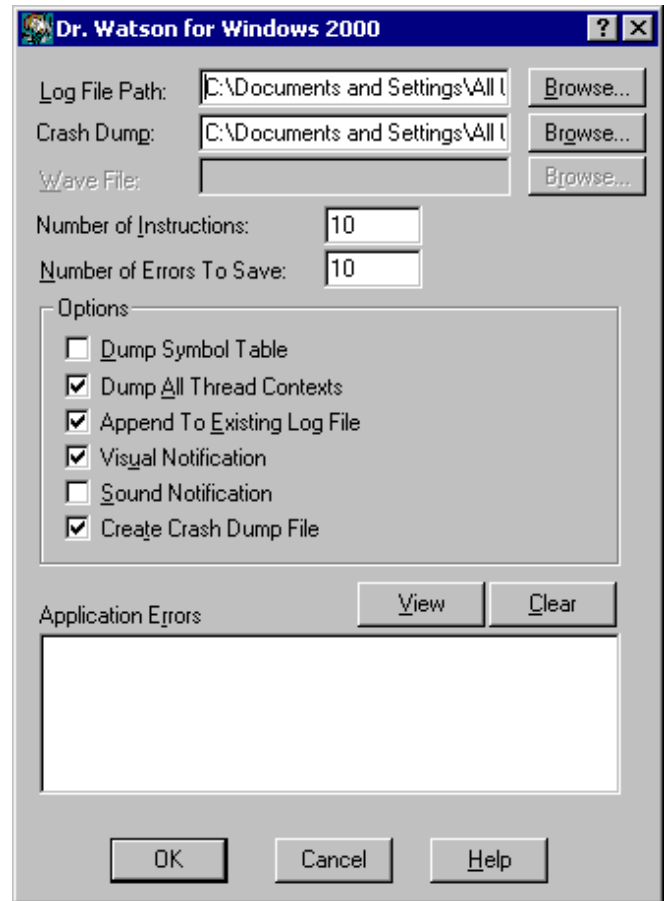 Dr. Watson for Windows 2000
Log File Path: C:\Documents and Settings\All U Browse...
Crash Dump: C:\Documents and Settings\All U Browse...
Wave File: Browse...
Number of Instructions: 10
Number of Errors To Save: 10
Options
Dump Symbol Table
Dump All Thread Contexts
Append To Existing Log File
Visual Notification
Sound Notification
Create Crash Dump File
View Clear
Application Errors
OK Cancel Help